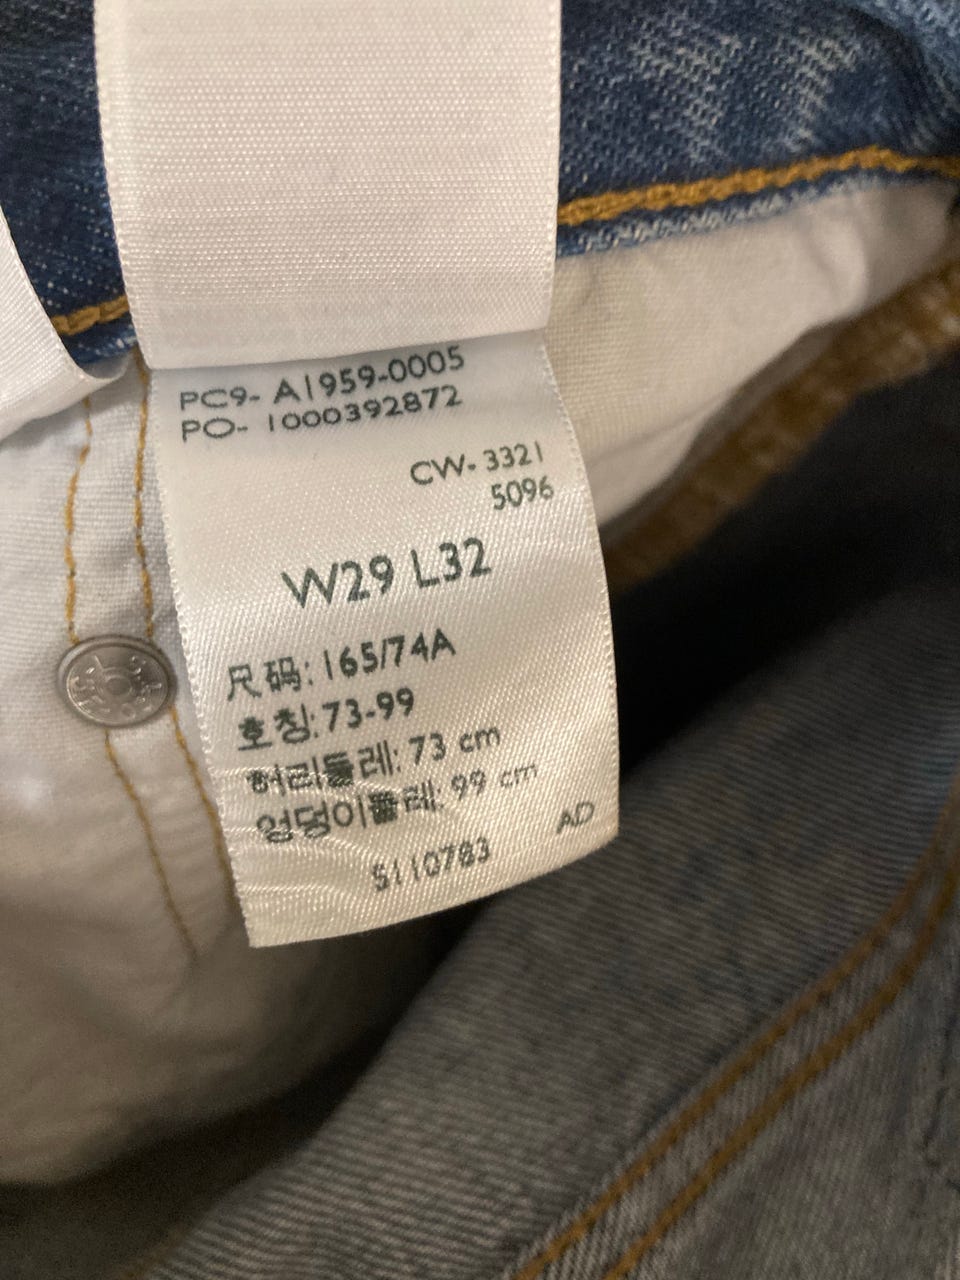 PC9- A1959-0005
PO- 1000392872
CW- 3321
5096
W29 L32
尺码: 165/74A
호칭: 73-99
허리둘레: 73 cm
엉덩이둘레: 99 cm
AD
S110783